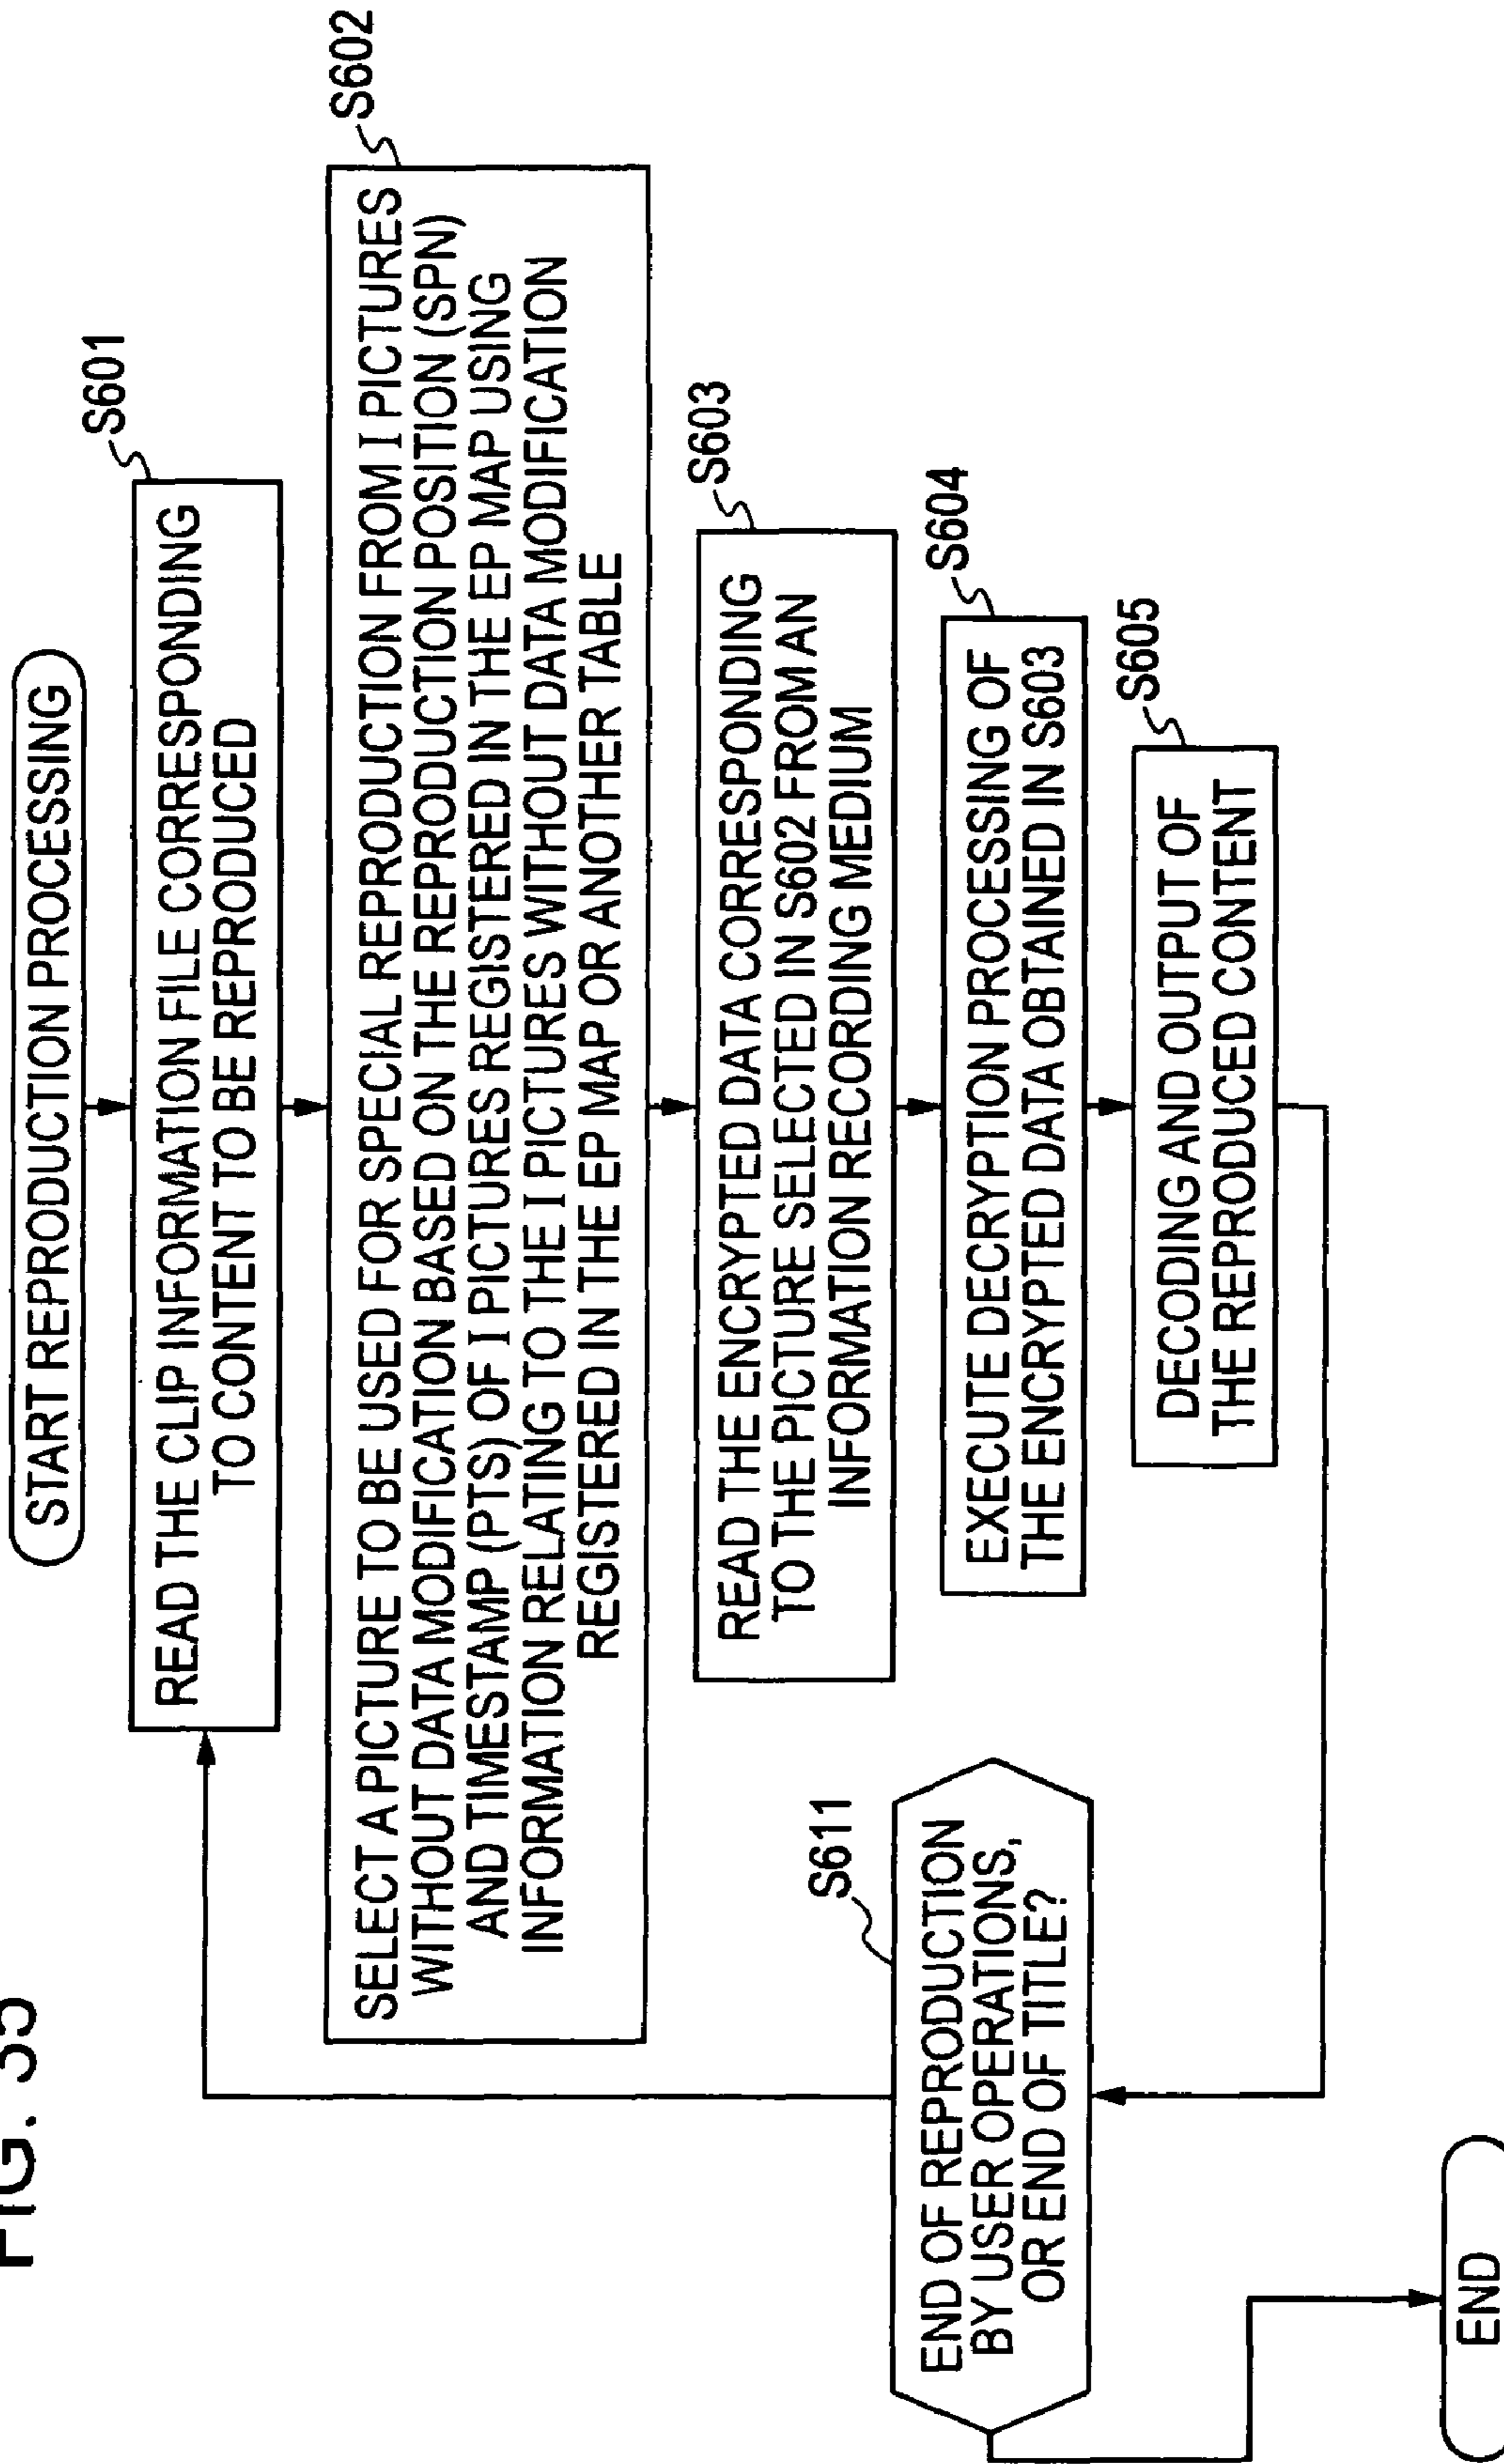 FIG. 35
START REPRODUCTION PROCESSING
S601
READ THE CLIP INFORMATION FILE CORRESPONDING
TO CONTENT TO BE REPRODUCED
S602
SELECT A PICTURE TO BE USED FOR SPECIAL REPRODUCTION FROM I PICTURES
WITHOUT DATA MODIFICATION BASED ON THE REPRODUCTION POSITION (SPN)
AND TIMESTAMP (PTS) OF I PICTURES REGISTERED IN THE EP MAP USING
INFORMATION RELATING TO THE I PICTURES WITHOUT DATA MODIFICATION
REGISTERED IN THE EP MAP OR ANOTHER TABLE
S603
READ THE ENCRYPTED DATA CORRESPONDING
TO THE PICTURE SELECTED IN S602 FROM AN
INFORMATION RECORDING MEDIUM
S604
EXECUTE DECRYPTION PROCESSING OF
THE ENCRYPTED DATA OBTAINED IN S603
S605
DECODING AND OUTPUT OF
THE REPRODUCED CONTENT
S611
END OF REPRODUCTION
BY USER OPERATIONS,
OR END OF TITLE?
END